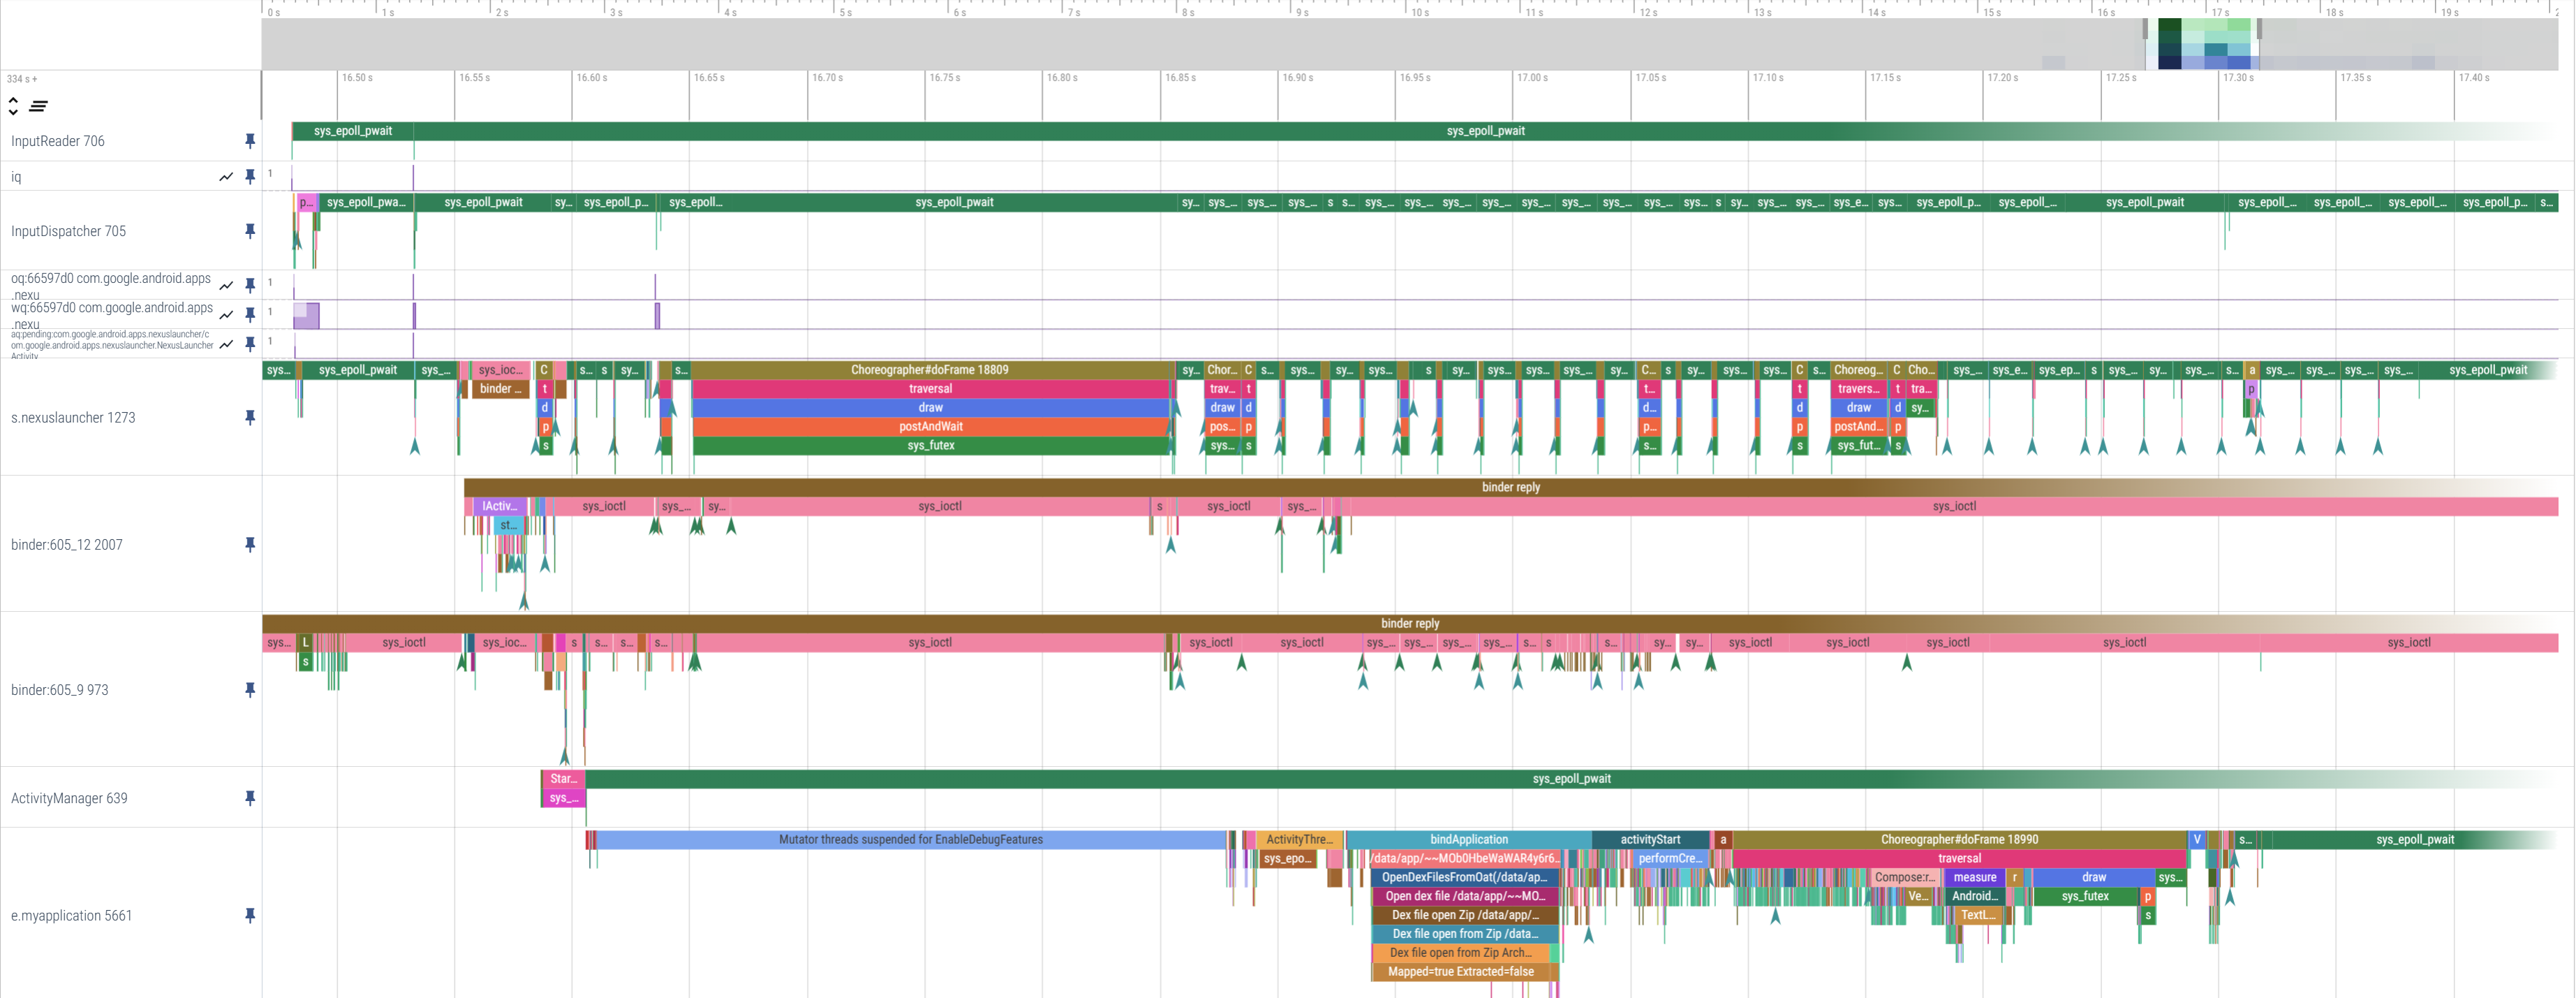 0 s 1 s 2 s 3 s 4 s 5 s 6 s 7 s 8 s 9 s 10 s 11 s 12 s 13 s 14 s 15 s 16 s 17 s 18 s 19 s
334 s + 16.50 s 16.55 s 16.60 s 16.65 s 16.70 s 16.75 s 16.80 s 16.85 s 16.90 s 16.95 s 17.00 s 17.05 s 17.10 s 17.15 s 17.20 s 17.25 s 17.30 s 17.35 s 17.40 s
InputReader 706
sys_epoll_pwait sys_epoll_pwait
iq
1
InputDispatcher 705
p... sys_epoll_pwa... sys_epoll_pwait sy... sys_epoll_p... sys_epoll... sys_epoll_pwait sy... sys_... sys_... sys_... s s... sys_... sys_... sys_... sys_... sys_... sys_... sys_... sys_... sys... s sy... sys_... sys_... sys_e... sys... sys_epoll_p... sys_epoll_... sys_epoll_pwait sys_epoll_... sys_epoll_... sys_epoll_... sys_epoll_p... s...
oq:66597d0 com.google.android.apps
.nexu
1
wq:66597d0 com.google.android.apps
.nexu
1
aq:pending:com.google.android.apps.nexuslauncher/c
om.google.android.apps.nexuslauncher.NexusLauncher
Activity
1
s.nexuslauncher 1273
sys... sys_epoll_pwait sys_... sys_ioc... C s... s sy... s... Choreographer#doFrame 18809 sy... Chor... C s... sys... sy... sys... s sy... sys... sys... sys_... sy... C... s sy... sys... sys... C s... Choreog... C Cho... sys_... sys_e... sys_ep... s sys_... sy... sys_... s... a sys_... sys_... sys_... sys_... sys_epoll_pwait
binder ... t traversal trav... t t... t travers... t tra... p
d draw draw d d... d draw d sy...
p postAndWait pos... p p... p postAnd... p
s sys_futex sys... s s... s sys_fut... s
binder:605_12 2007
binder reply
IActiv... sys_ioctl sys_... sy... sys_ioctl s sys_ioctl sys_... sys_ioctl
st...
binder:605_9 973
binder reply
sys... L sys_ioctl sys_ioc... s s... s... s... sys_ioctl sys_ioctl sys_ioctl sys_... sys_... sys_... sys_... s... s s... sy... sy... sys_ioctl sys_ioctl sys_ioctl sys_ioctl sys_ioctl
s
ActivityManager 639
Star... sys_epoll_pwait
sys_...
e.myapplication 5661
Mutator threads suspended for EnableDebugFeatures ActivityThre... bindApplication activityStart a Choreographer#doFrame 18990 V s... sys_epoll_pwait
sys_epo... /data/app/~~MOb0HbeWaWAR4y6r6... performCre... traversal
OpenDexFilesFromOat(/data/ap... Compose:r... measure r draw sys...
Open dex file /data/app/~~MO... Ve... Android... sys_futex p
Dex file open Zip /data/app/... TextL... s
Dex file open from Zip /data...
Dex file open from Zip Arch...
Mapped=true Extracted=false